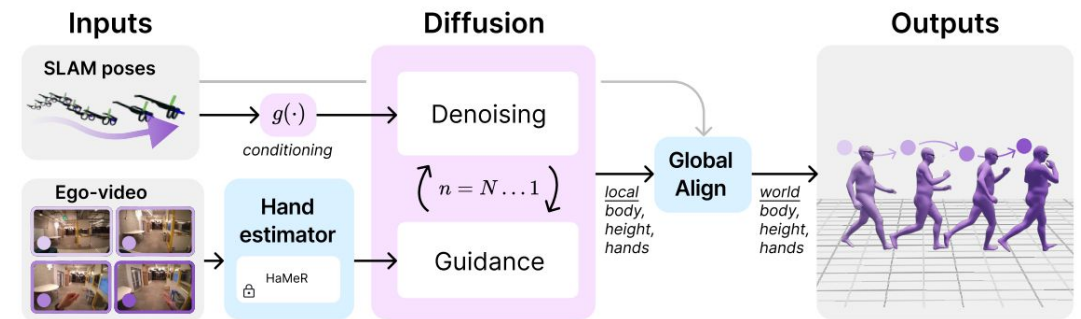 Inputs
Diffusion
Outputs
SLAM poses
g(·)
conditioning
Denoising
n = N ... 1
Guidance
Ego-video
Hand
estimator
HaMeR
local
body,
height,
hands
Global
Align
world
body,
height,
hands